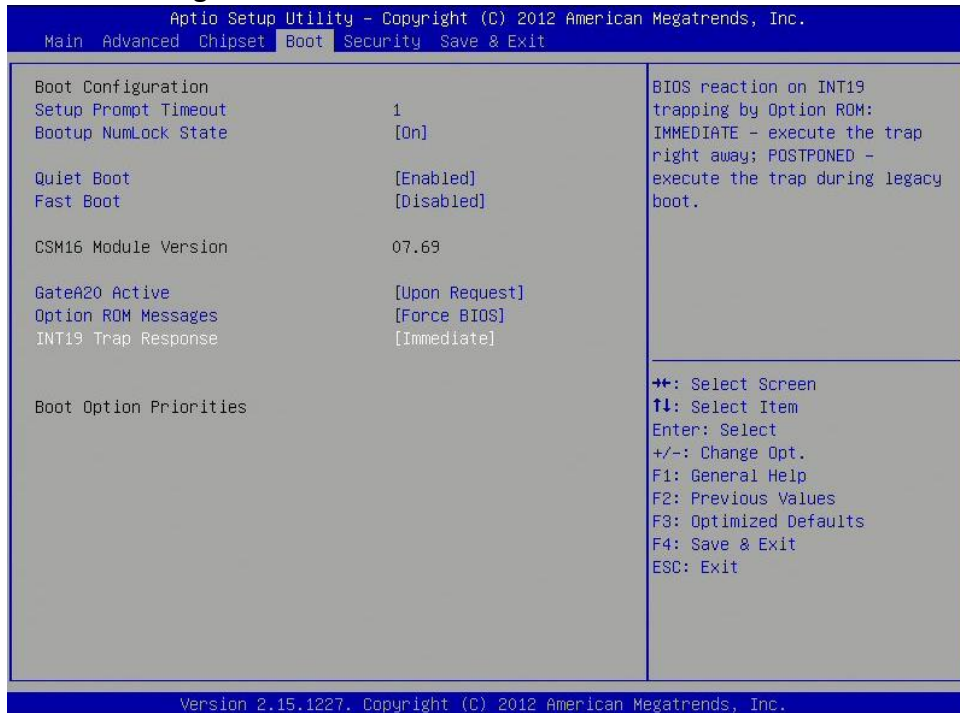 Aptio Setup Utility – Copyright (C) 2012 American Megatrends, Inc.
Main Advanced Chipset Boot Security Save & Exit
Boot Configuration
Setup Prompt Timeout 1
Bootup NumLock State [On]
Quiet Boot [Enabled]
Fast Boot [Disabled]
CSM16 Module Version 07.69
GateA20 Active [Upon Request]
Option ROM Messages [Force BIOS]
INT19 Trap Response [Immediate]
Boot Option Priorities
BIOS reaction on INT19
trapping by Option ROM:
IMMEDIATE – execute the trap
right away; POSTPONED –
execute the trap during legacy
boot.
→←: Select Screen
↑↓: Select Item
Enter: Select
+/-: Change Opt.
F1: General Help
F2: Previous Values
F3: Optimized Defaults
F4: Save & Exit
ESC: Exit
Version 2.15.1227. Copyright (C) 2012 American Megatrends, Inc.